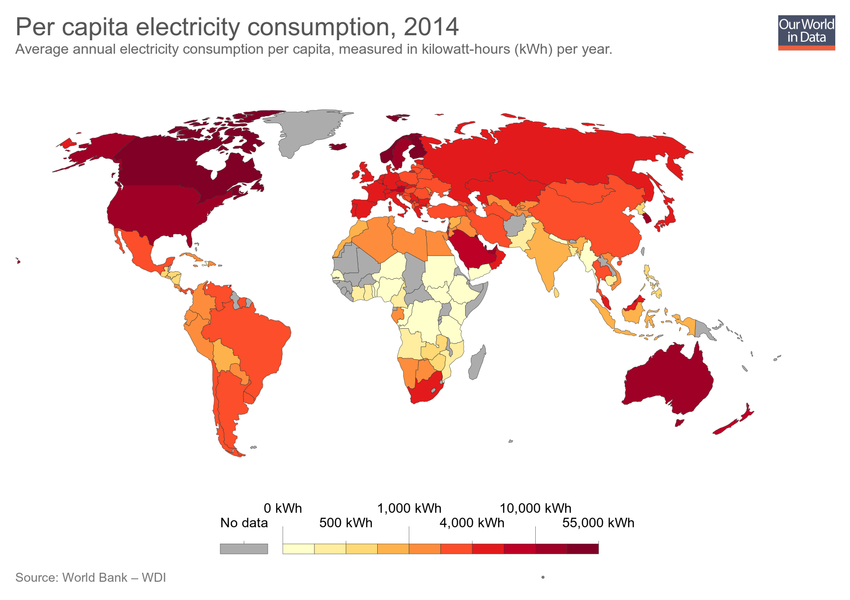 Per capita electricity consumption, 2014
Average annual electricity consumption per capita, measured in kilowatt-hours (kWh) per year.
Our World
in Data
0 kWh 1,000 kWh 10,000 kWh
No data 500 kWh 4,000 kWh 55,000 kWh
Source: World Bank – WDI